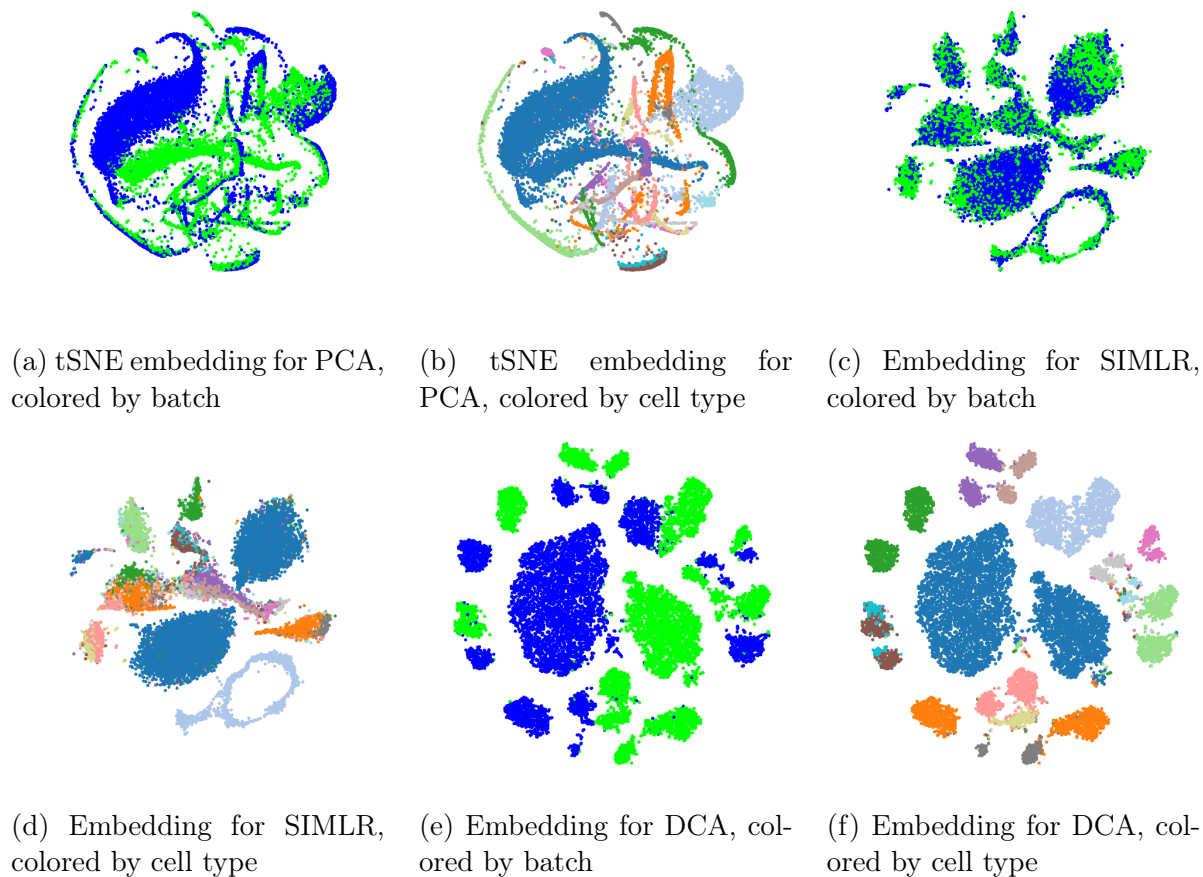 (a) tSNE embedding for PCA,
colored by batch
(b) tSNE embedding for
PCA, colored by cell type
(c) Embedding for SIMLR,
colored by batch
(d) Embedding for SIMLR,
colored by cell type
(e) Embedding for DCA, col-
ored by batch
(f) Embedding for DCA, col-
ored by cell type